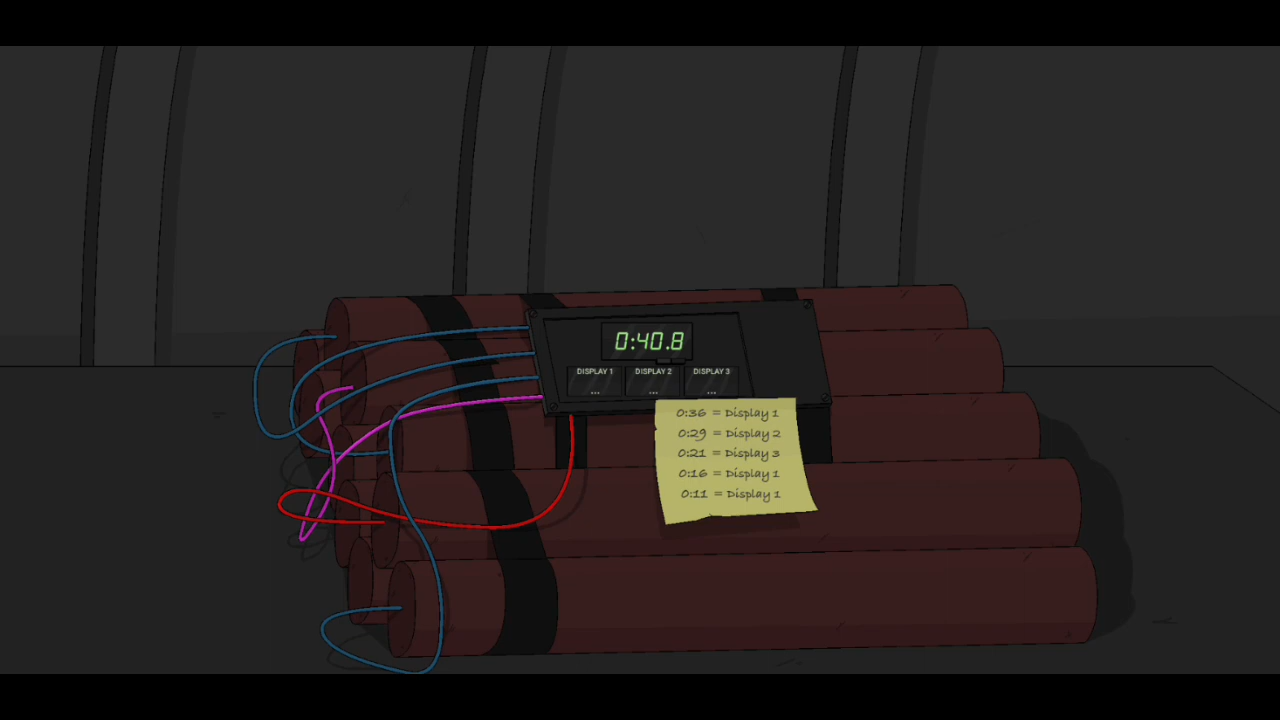 0:40.8
DISPLAY 1 DISPLAY 2 DISPLAY 3
... ... ...
0:36 = Display 1
0:29 = Display 2
0:21 = Display 3
0:16 = Display 1
0:11 = Display 1